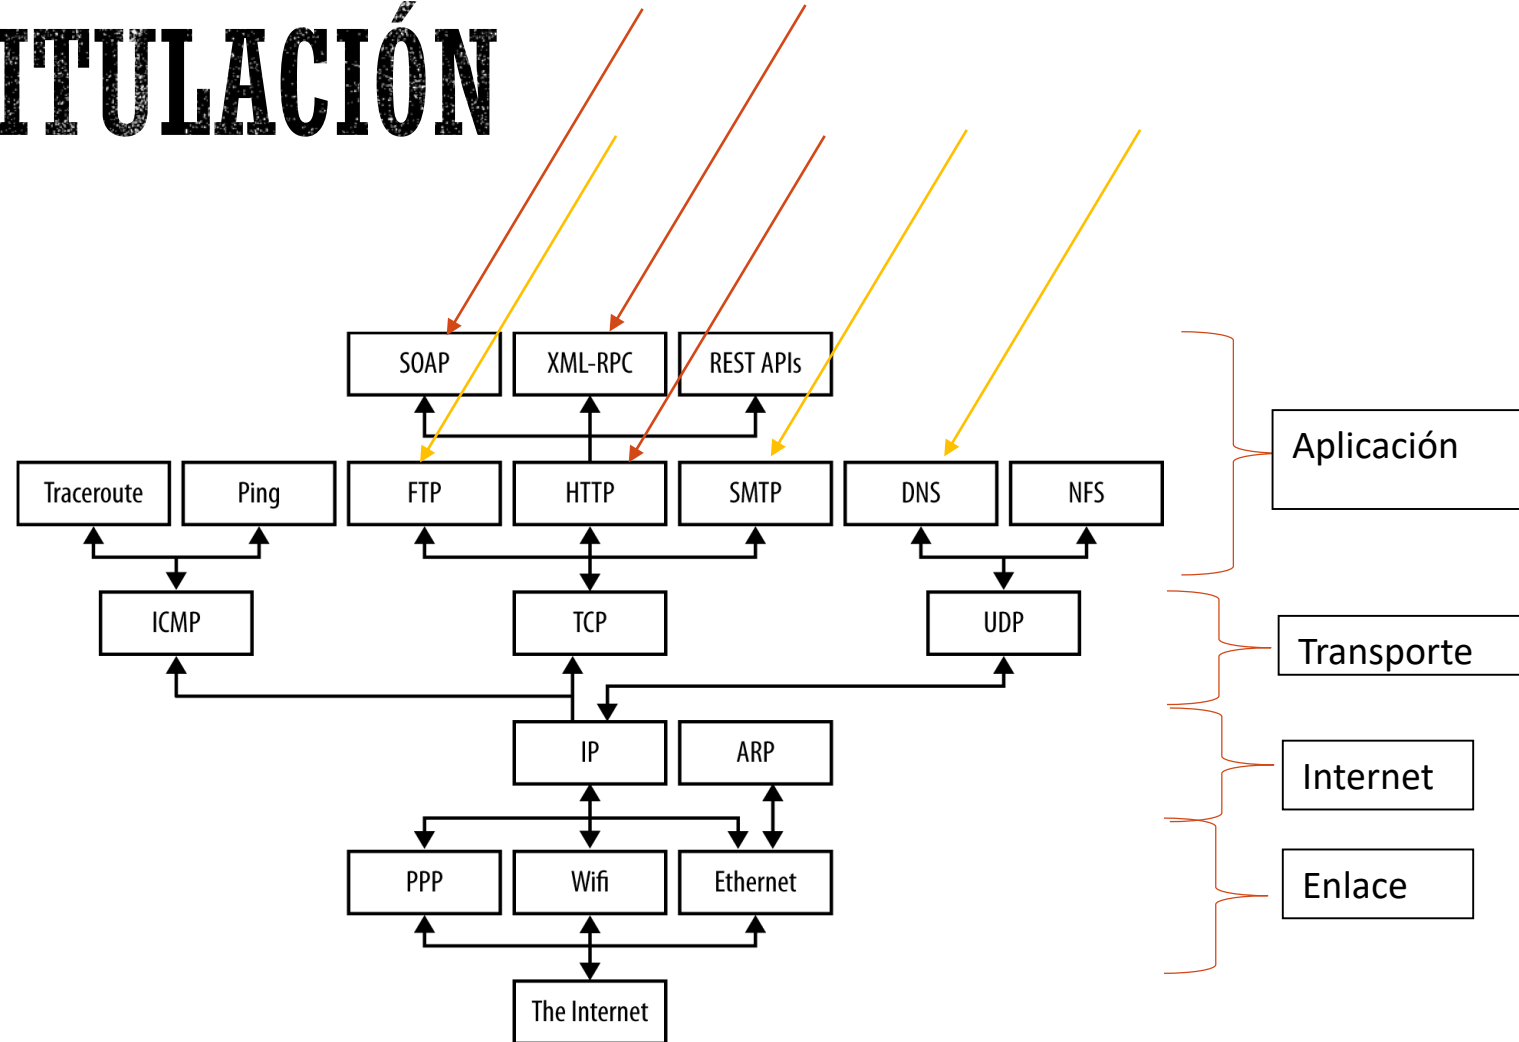 ITULACIÓN
SOAP XML-RPC REST APIs
Aplicación
Traceroute Ping FTP HTTP SMTP DNS NFS
ICMP TCP UDP
Transporte
IP ARP
Internet
PPP Wifi Ethernet
Enlace
The Internet